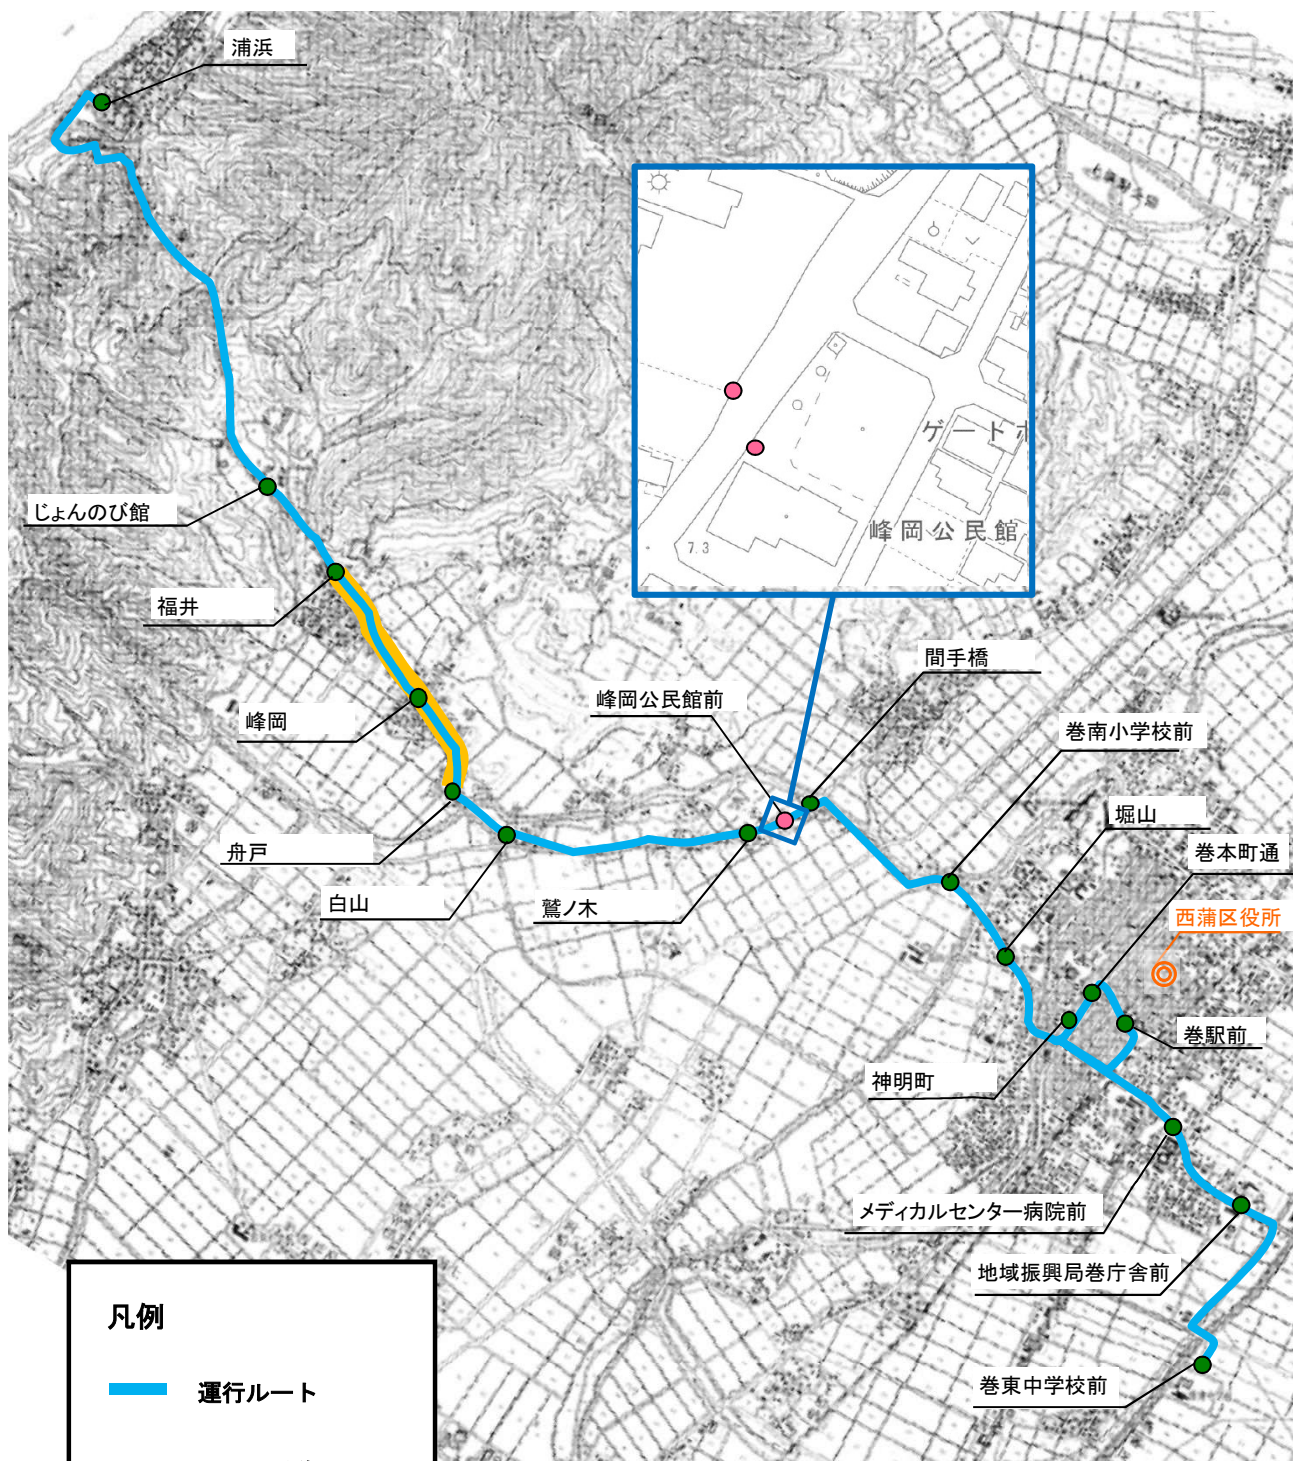 浦浜
じょんのび館
ゲートボ
峰岡公民館
7.3
福井
間手橋
峰岡公民館前
峰岡
巻南小学校前
堀山
舟戸
巻本町通
白山
鷲ノ木
西蒲区役所
巻駅前
神明町
メディカルセンター病院前
地域振興局巻庁舎前
凡例
巻東中学校前
運行ルート